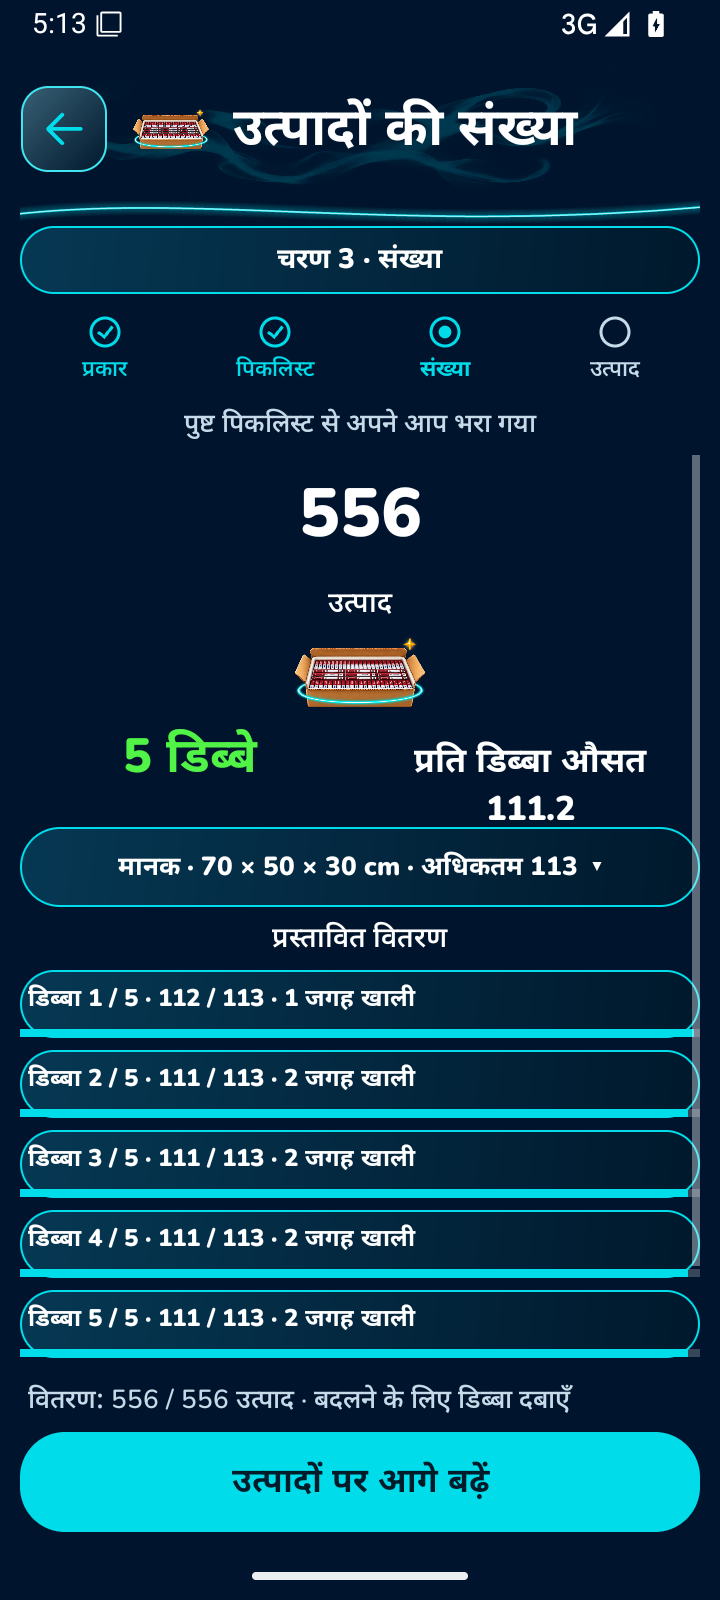 5:13
3G
उत्पादों की संख्या
चरण 3 · संख्या
प्रकार
पिकलिस्ट
संख्या
उत्पाद
पुष्ट पिकलिस्ट से अपने आप भरा गया
556
उत्पाद
5 डिब्बे
प्रति डिब्बा औसत
111.2
मानक · 70 × 50 × 30 cm · अधिकतम 113 ▾
प्रस्तावित वितरण
डिब्बा 1 / 5 · 112 / 113 · 1 जगह खाली
डिब्बा 2 / 5 · 111 / 113 · 2 जगह खाली
डिब्बा 3 / 5 · 111 / 113 · 2 जगह खाली
डिब्बा 4 / 5 · 111 / 113 · 2 जगह खाली
डिब्बा 5 / 5 · 111 / 113 · 2 जगह खाली
वितरण: 556 / 556 उत्पाद · बदलने के लिए डिब्बा दबाएँ
उत्पादों पर आगे बढ़ें